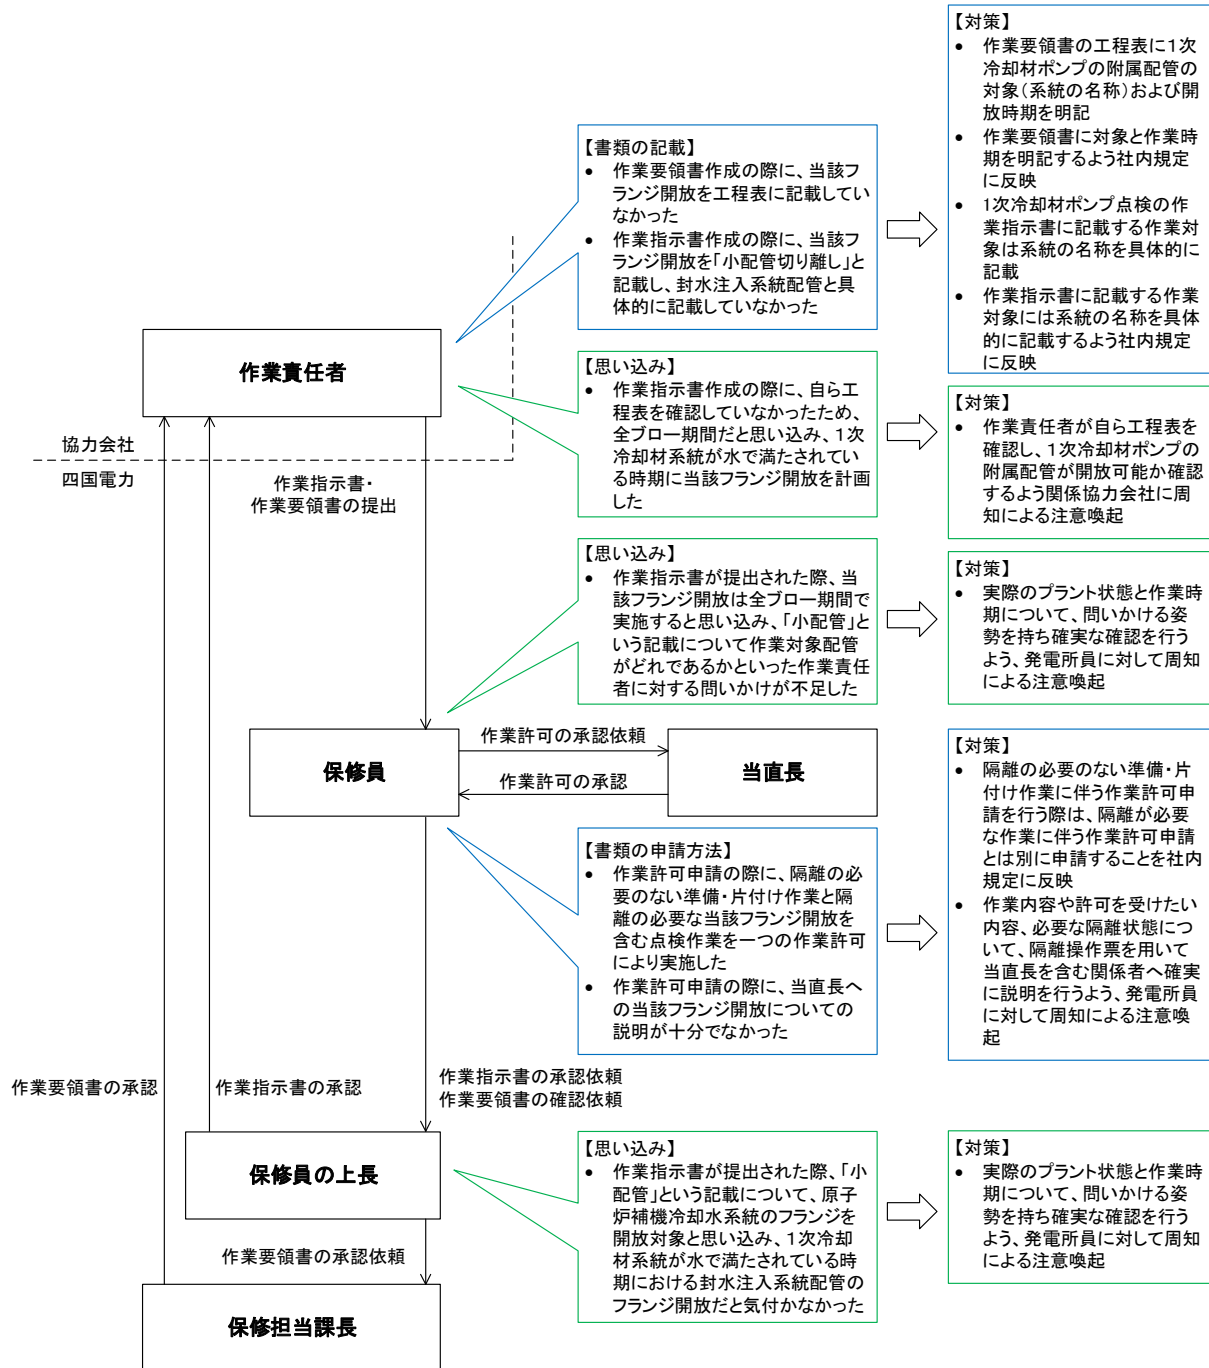 【対策】
● 作業要領書の工程表に1次
冷却材ポンプの附属配管の
対象(系統の名称)および開
放時期を明記
● 作業要領書に対象と作業時
期を明記するよう社内規定
に反映
● 1次冷却材ポンプ点検の作
業指示書に記載する作業対
象は系統の名称を具体的に
記載
● 作業指示書に記載する作業
対象には系統の名称を具体
的に記載するよう社内規定
に反映
【書類の記載】
● 作業要領書作成の際に、当該フ
ランジ開放を工程表に記載してい
なかった
● 作業指示書作成の際に、当該フ
ランジ開放を「小配管切り離し」と
記載し、封水注入系統配管と具
体的に記載していなかった
作業責任者
協力会社
四国電力
作業指示書・
作業要領書の提出
【思い込み】
● 作業指示書作成の際に、自ら工
程表を確認していなかったため、
全ブロー期間だと思い込み、1次
冷却材系統が水で満たされてい
る時期に当該フランジ開放を計画
した
【対策】
● 作業責任者が自ら工程表を
確認し、1次冷却材ポンプの
附属配管が開放可能か確認
するよう関係協力会社に周
知による注意喚起
【思い込み】
● 作業指示書が提出された際、当
該フランジ開放は全ブロー期間で
実施すると思い込み、「小配管」と
いう記載について作業対象配管
がどれであるかといった作業責任
者に対する問いかけが不足した
【対策】
● 実際のプラント状態と作業時
期について、問いかける姿
勢を持ち確実な確認を行う
よう、発電所員に対して周知
による注意喚起
保修員
作業許可の承認依頼
作業許可の承認
当直長
【書類の申請方法】
● 作業許可申請の際に、隔離の必
要のない準備・片付け作業と隔
離の必要な当該フランジ開放を
含む点検作業を一つの作業許可
により実施した
● 作業許可申請の際に、当直長へ
の当該フランジ開放についての
説明が十分でなかった
【対策】
● 隔離の必要のない準備・片
付け作業に伴う作業許可申
請を行う際は、隔離が必要
な作業に伴う作業許可申請
とは別に申請することを社内
規定に反映
● 作業内容や許可を受けたい
内容、必要な隔離状態につ
いて、隔離操作票を用いて
当直長を含む関係者へ確実
に説明を行うよう、発電所員
に対して周知による注意喚
起
作業要領書の承認
作業指示書の承認
作業指示書の承認依頼
作業要領書の確認依頼
保修員の上長
【思い込み】
● 作業指示書が提出された際、「小
配管」という記載について、原子
炉補機冷却水系統のフランジを
開放対象と思い込み、1次冷却
材系統が水で満たされている時
期における封水注入系統配管の
フランジ開放だと気付かなかった
【対策】
● 実際のプラント状態と作業時
期について、問いかける姿
勢を持ち確実な確認を行う
よう、発電所員に対して周知
による注意喚起
作業要領書の承認依頼
保修担当課長